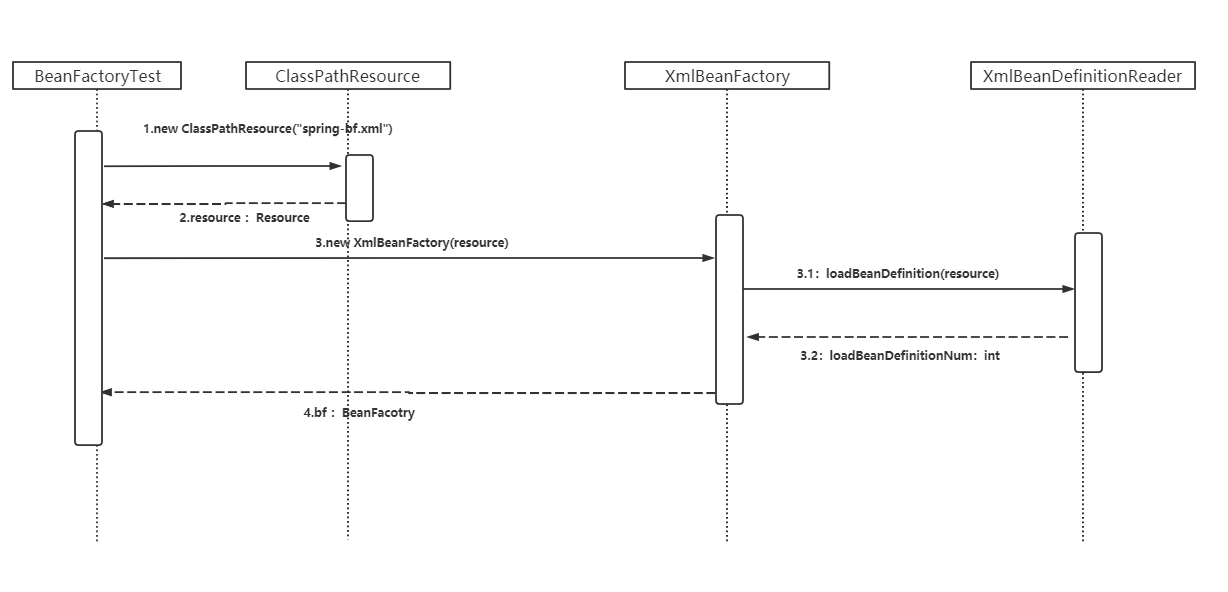 BeanFactoryTest
ClassPathResource
XmlBeanFactory
XmlBeanDefinitionReader
1.new ClassPathResource("spring-bf.xml")
2.resource： Resource
3.new XmlBeanFactory(resource)
3.1：loadBeanDefinition(resource)
3.2：loadBeanDefinitionNum：int
4.bf： BeanFacotry